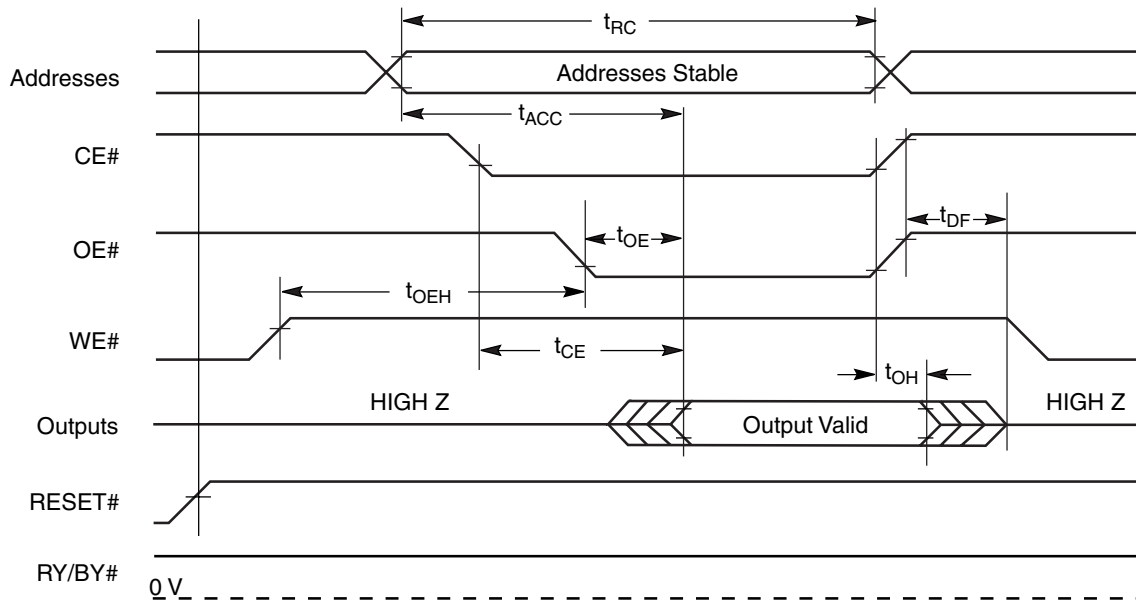 tRC
Addresses
Addresses Stable
tACC
CE#
tDF
OE#
tOE
tOEH
WE#
tCE
tOH
HIGH Z
HIGH Z
Outputs
Output Valid
RESET#
RY/BY#
0 V